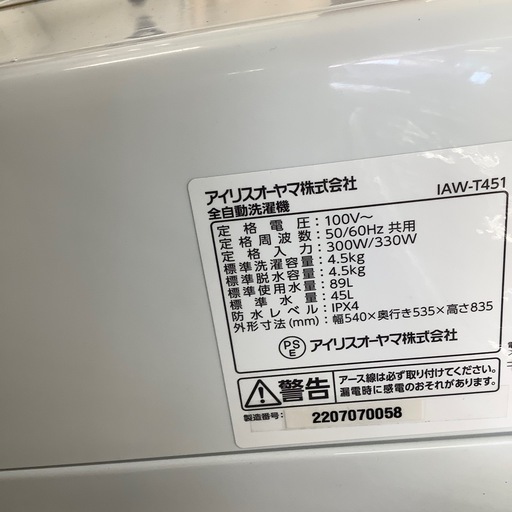 アイリスオーヤマ株式会社 IAW-T451
全自動洗濯機
定格電圧:100V～
定格周波数:50/60Hz 共用
定格入力:300W/330W
標準洗濯容量:4.5kg
標準脱水容量:4.5kg
標準使用水量:89L
標準水量:45L
防水レベル:IPX4
外形寸法(mm):幅540×奥行き535×高さ835
PSE アイリスオーヤマ株式会社
警告 アース線は必ず取り付けてください。
漏電時に感電のおそれがあります。
製造番号: 2207070058